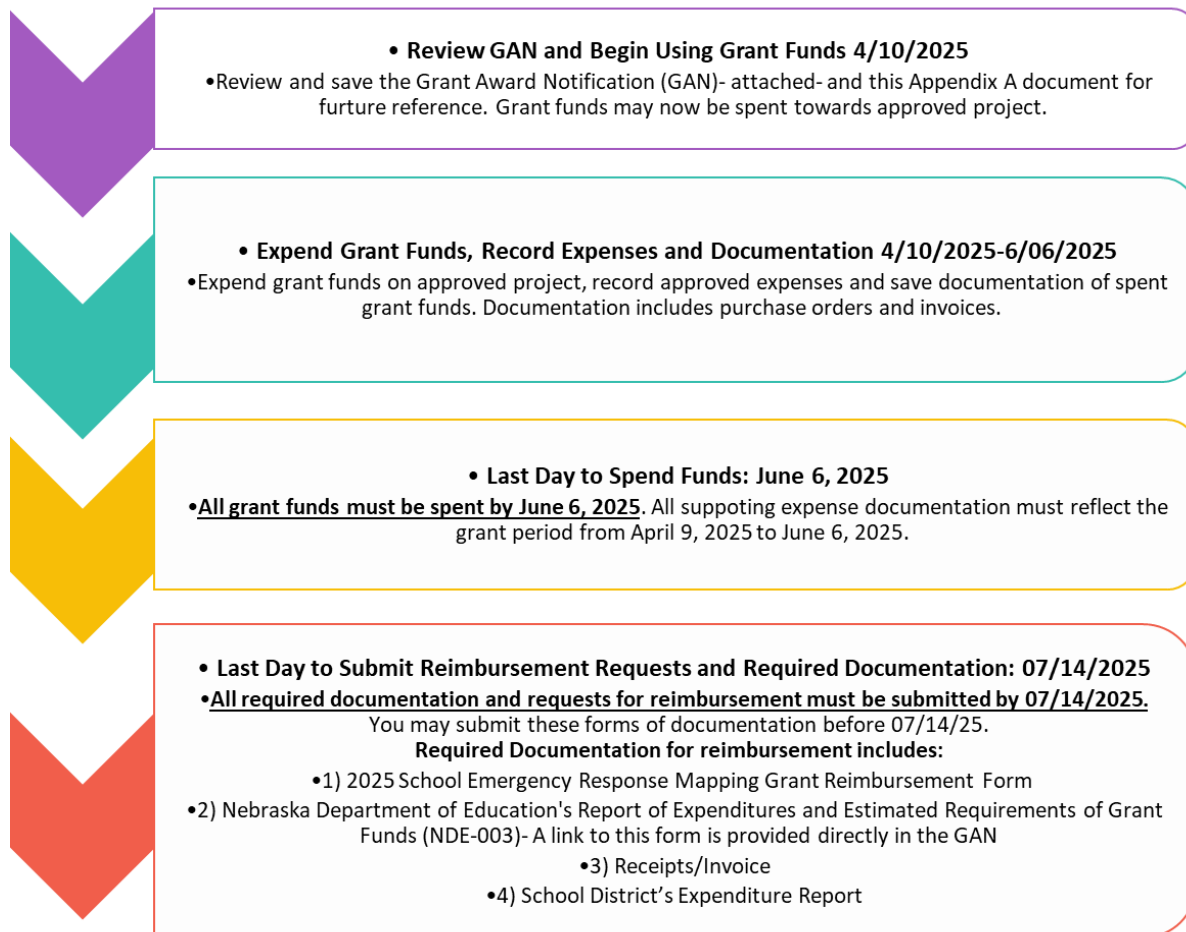 • Review GAN and Begin Using Grant Funds 4/10/2025
•Review and save the Grant Award Notification (GAN)- attached- and this Appendix A document for
furture reference. Grant funds may now be spent towards approved project.
• Expend Grant Funds, Record Expenses and Documentation 4/10/2025-6/06/2025
•Expend grant funds on approved project, record approved expenses and save documentation of spent
grant funds. Documentation includes purchase orders and invoices.
• Last Day to Spend Funds: June 6, 2025
•All grant funds must be spent by June 6, 2025. All suppoting expense documentation must reflect the
grant period from April 9, 2025 to June 6, 2025.
• Last Day to Submit Reimbursement Requests and Required Documentation: 07/14/2025
•All required documentation and requests for reimbursement must be submitted by 07/14/2025.
You may submit these forms of documentation before 07/14/25.
Required Documentation for reimbursement includes:
•1) 2025 School Emergency Response Mapping Grant Reimbursement Form
•2) Nebraska Department of Education's Report of Expenditures and Estimated Requirements of Grant
Funds (NDE-003)- A link to this form is provided directly in the GAN
•3) Receipts/Invoice
•4) School District’s Expenditure Report